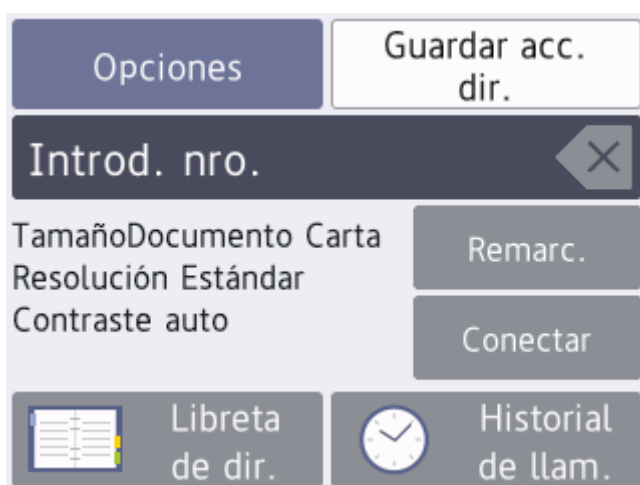 Opciones
Guardar acc.
dir.
Introd. nro.
TamañoDocumento Carta
Resolución Estándar
Contraste auto
Remarc.
Conectar
Libreta
de dir.
Historial
de llam.